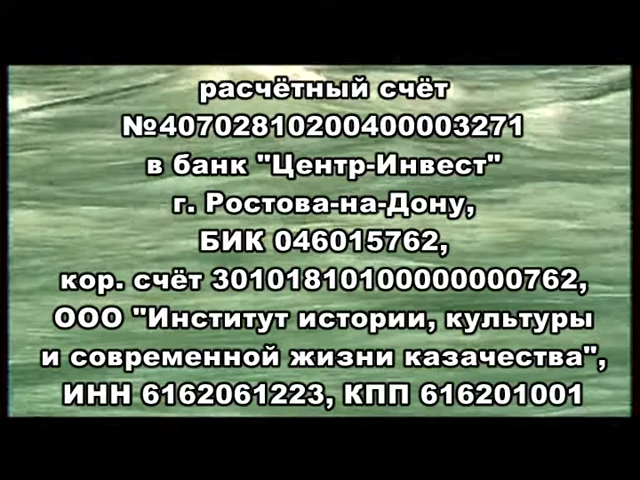 расчётный счёт
№40702810200400003271
в банк "Центр-Инвест"
г. Ростова-на-Дону,
БИК 046015762,
кор. счёт 30101810100000000762,
ООО "Институт истории, культуры
и современной жизни казачества",
ИНН 6162061223, КПП 616201001